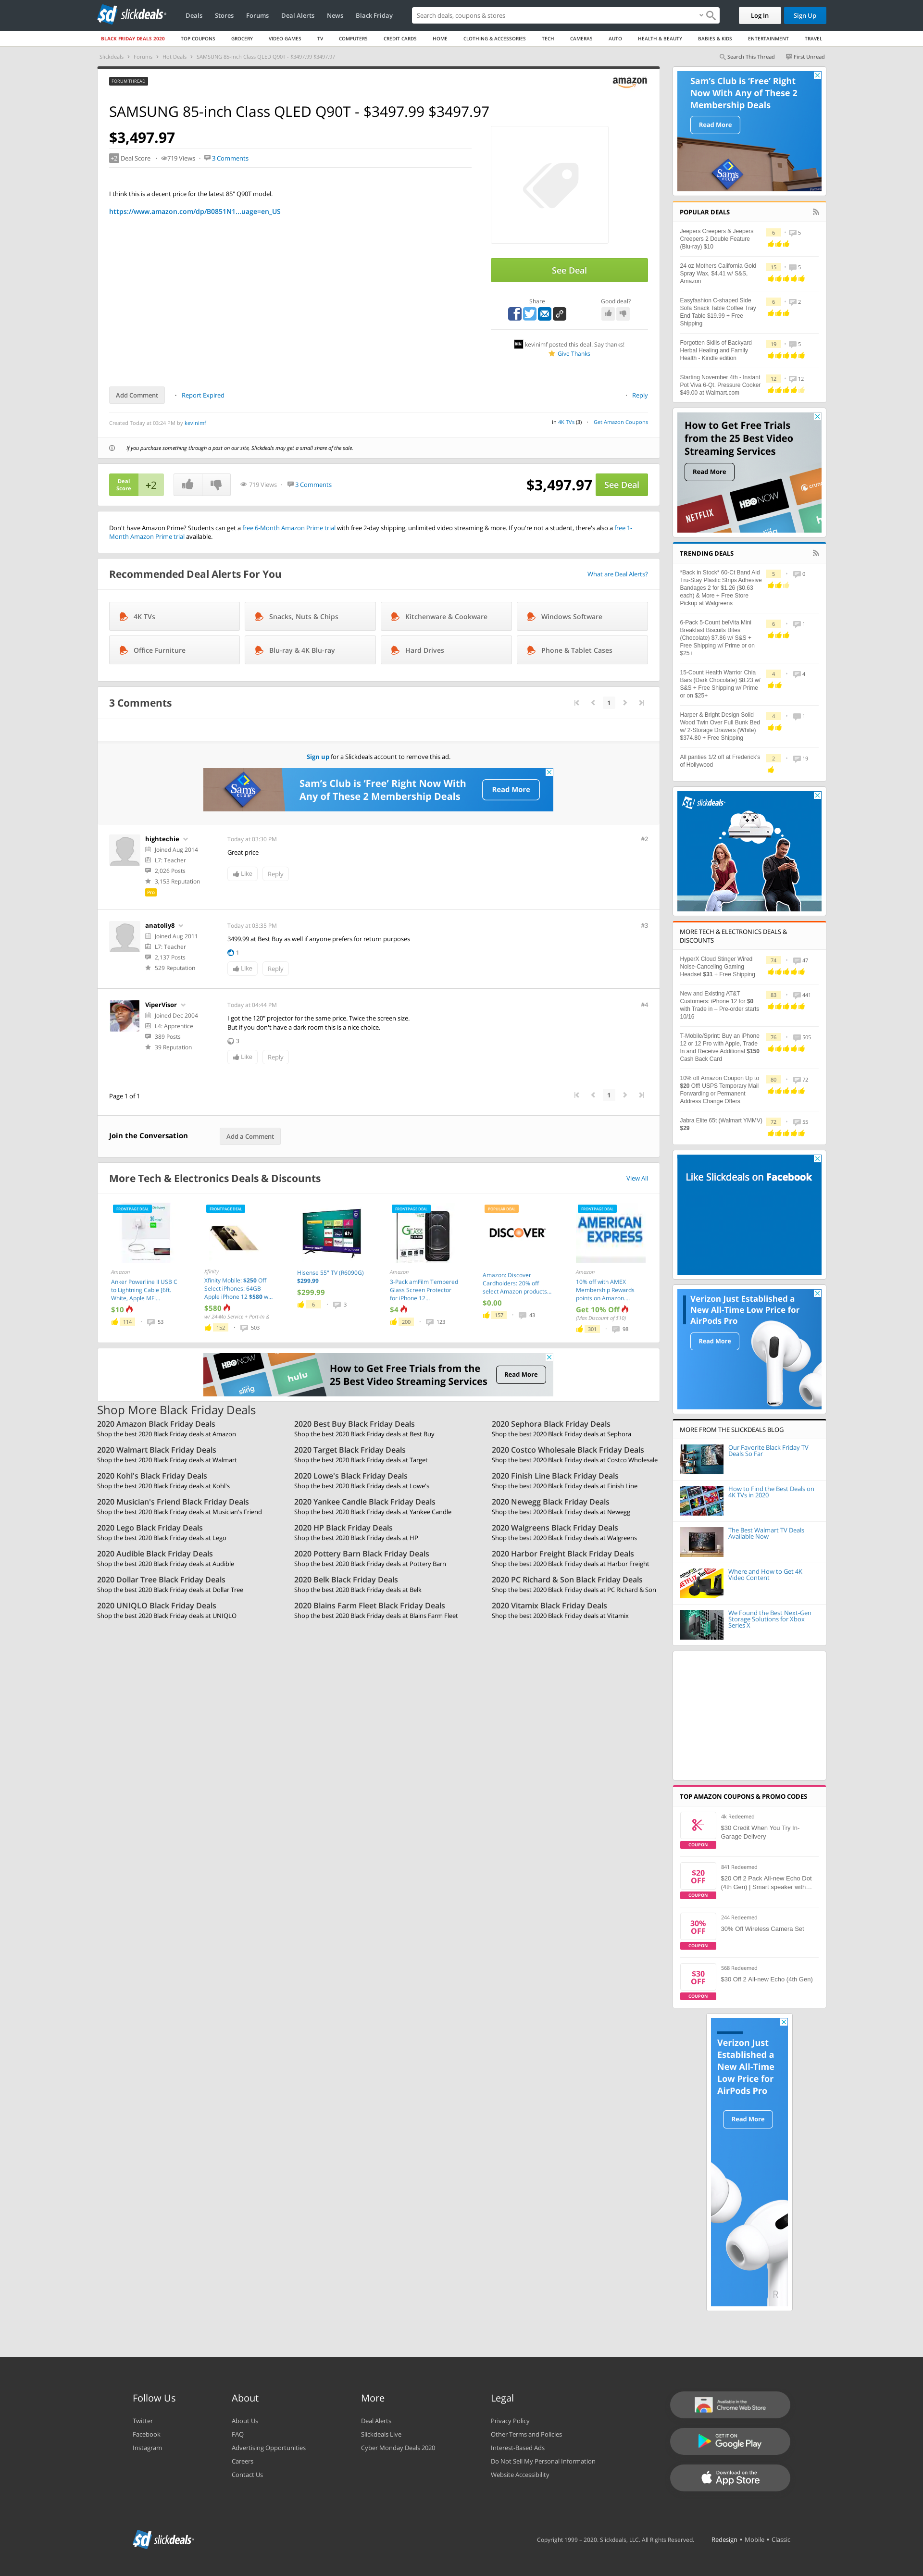 sd slickdeals
Deals Stores Forums Deal Alerts News Black Friday
Search deals, coupons & stores
Log In Sign Up
BLACK FRIDAY DEALS 2020 TOP COUPONS GROCERY VIDEO GAMES TV COMPUTERS CREDIT CARDS HOME CLOTHING & ACCESSORIES TECH CAMERAS AUTO HEALTH & BEAUTY BABIES & KIDS ENTERTAINMENT TRAVEL
Slickdeals Forums Hot Deals SAMSUNG 85-inch Class QLED Q90T - $3497.99 $3497.97
Search This Thread First Unread
FORUM THREAD
amazon
SAMSUNG 85-inch Class QLED Q90T - $3497.99 $3497.97
$3,497.97
+2 Deal Score 719 Views 3 Comments
I think this is a decent price for the latest 85" Q90T model.
https://www.amazon.com/dp/B0851N1...uage=en_US
See Deal
Share Good deal?
kevinimf posted this deal. Say thanks!
Give Thanks
Add Comment Report Expired Reply
Created Today at 03:24 PM by kevinimf
in 4K TVs (3) Get Amazon Coupons
If you purchase something through a post on our site, Slickdeals may get a small share of the sale.
Deal Score +2 719 Views 3 Comments $3,497.97 See Deal
Don't have Amazon Prime? Students can get a free 6-Month Amazon Prime trial with free 2-day shipping, unlimited video streaming & more. If you're not a student, there's also a free 1-
Month Amazon Prime trial available.
Recommended Deal Alerts For You What are Deal Alerts?
4K TVs Snacks, Nuts & Chips Kitchenware & Cookware Windows Software
Office Furniture Blu-ray & 4K Blu-ray Hard Drives Phone & Tablet Cases
3 Comments 1
Sign up for a Slickdeals account to remove this ad.
Sam's Sam's Club is 'Free' Right Now With
Any of These 2 Membership Deals
Read More
hightechie
Joined Aug 2014
L7: Teacher
2,026 Posts
3,153 Reputation
Pro
Today at 03:30 PM #2
Great price
Like Reply
anatoliy8
Joined Aug 2011
L7: Teacher
2,137 Posts
529 Reputation
Today at 03:35 PM #3
3499.99 at Best Buy as well if anyone prefers for return purposes
1
Like Reply
ViperVisor
Joined Dec 2004
L4: Apprentice
389 Posts
39 Reputation
Today at 04:44 PM #4
I got the 120" projector for the same price. Twice the screen size.
But if you don't have a dark room this is a nice choice.
3
Like Reply
Page 1 of 1 1
Join the Conversation Add a Comment
More Tech & Electronics Deals & Discounts View All
FRONTPAGE DEAL
Amazon
Anker Powerline II USB C
to Lightning Cable [6ft,
White, Apple MFi...
$10
114 53
FRONTPAGE DEAL
Xfinity
Xfinity Mobile: $250 Off
Select iPhones: 64GB
Apple iPhone 12 $580 w...
$580
w/ 24-Mo Service + Port-in &
152 503
Hisense 55" TV (R6090G)
$299.99
$299.99
6 3
FRONTPAGE DEAL
Amazon
3-Pack amFilm Tempered
Glass Screen Protector
for iPhone 12...
$4
200 123
POPULAR DEAL
DISCOVER
Amazon: Discover
Cardholders: 20% off
select Amazon products...
$0.00
157 43
FRONTPAGE DEAL
AMERICAN
EXPRESS
Amazon
10% off with AMEX
Membership Rewards
points on Amazon....
Get 10% Off
(Max Discount of $10)
301 98
HBO NOW sling hulu
How to Get Free Trials from the
25 Best Video Streaming Services
Read More
Shop More Black Friday Deals
2020 Amazon Black Friday Deals
Shop the best 2020 Black Friday deals at Amazon
2020 Best Buy Black Friday Deals
Shop the best 2020 Black Friday deals at Best Buy
2020 Sephora Black Friday Deals
Shop the best 2020 Black Friday deals at Sephora
2020 Walmart Black Friday Deals
Shop the best 2020 Black Friday deals at Walmart
2020 Target Black Friday Deals
Shop the best 2020 Black Friday deals at Target
2020 Costco Wholesale Black Friday Deals
Shop the best 2020 Black Friday deals at Costco Wholesale
2020 Kohl's Black Friday Deals
Shop the best 2020 Black Friday deals at Kohl's
2020 Lowe's Black Friday Deals
Shop the best 2020 Black Friday deals at Lowe's
2020 Finish Line Black Friday Deals
Shop the best 2020 Black Friday deals at Finish Line
2020 Musician's Friend Black Friday Deals
Shop the best 2020 Black Friday deals at Musician's Friend
2020 Yankee Candle Black Friday Deals
Shop the best 2020 Black Friday deals at Yankee Candle
2020 Newegg Black Friday Deals
Shop the best 2020 Black Friday deals at Newegg
2020 Lego Black Friday Deals
Shop the best 2020 Black Friday deals at Lego
2020 HP Black Friday Deals
Shop the best 2020 Black Friday deals at HP
2020 Walgreens Black Friday Deals
Shop the best 2020 Black Friday deals at Walgreens
2020 Audible Black Friday Deals
Shop the best 2020 Black Friday deals at Audible
2020 Pottery Barn Black Friday Deals
Shop the best 2020 Black Friday deals at Pottery Barn
2020 Harbor Freight Black Friday Deals
Shop the best 2020 Black Friday deals at Harbor Freight
2020 Dollar Tree Black Friday Deals
Shop the best 2020 Black Friday deals at Dollar Tree
2020 Belk Black Friday Deals
Shop the best 2020 Black Friday deals at Belk
2020 PC Richard & Son Black Friday Deals
Shop the best 2020 Black Friday deals at PC Richard & Son
2020 UNIQLO Black Friday Deals
Shop the best 2020 Black Friday deals at UNIQLO
2020 Blains Farm Fleet Black Friday Deals
Shop the best 2020 Black Friday deals at Blains Farm Fleet
2020 Vitamix Black Friday Deals
Shop the best 2020 Black Friday deals at Vitamix
Sam's Club is 'Free' Right
Now With Any of These 2
Membership Deals
Read More
Sam's
POPULAR DEALS
Jeepers Creepers & Jeepers
Creepers 2 Double Feature
(Blu-ray) $10
6 5
24 oz Mothers California Gold
Spray Wax, $4.41 w/ S&S,
Amazon
15 5
Easyfashion C-shaped Side
Sofa Snack Table Coffee Tray
End Table $19.99 + Free
Shipping
6 2
Forgotten Skills of Backyard
Herbal Healing and Family
Health - Kindle edition
19 5
Starting November 4th - Instant
Pot Viva 6-Qt. Pressure Cooker
$49.00 at Walmart.com
12 12
How to Get Free Trials
from the 25 Best Video
Streaming Services
Read More
NETFLIX HBO NOW hulu
TRENDING DEALS
*Back in Stock* 60-Ct Band Aid
Tru-Stay Plastic Strips Adhesive
Bandages 2 for $1.26 ($0.63
each) & More + Free Store
Pickup at Walgreens
5 0
6-Pack 5-Count belVita Mini
Breakfast Biscuits Bites
(Chocolate) $7.86 w/ S&S +
Free Shipping w/ Prime or on
$25+
6 1
15-Count Health Warrior Chia
Bars (Dark Chocolate) $8.23 w/
S&S + Free Shipping w/ Prime
or on $25+
4 4
Harper & Bright Design Solid
Wood Twin Over Full Bunk Bed
w/ 2-Storage Drawers (White)
$374.80 + Free Shipping
4 1
All panties 1/2 off at Frederick's
of Hollywood
2 19
sd slickdeals
MORE TECH & ELECTRONICS DEALS &
DISCOUNTS
HyperX Cloud Stinger Wired
Noise-Canceling Gaming
Headset $31 + Free Shipping
74 47
New and Existing AT&T
Customers: iPhone 12 for $0
with Trade in – Pre-order starts
10/16
83 441
T-Mobile/Sprint: Buy an iPhone
12 or 12 Pro with Apple, Trade
In and Receive Additional $150
Cash Back Card
76 505
10% off Amazon Coupon Up to
$20 Off! USPS Temporary Mail
Forwarding or Permanent
Address Change Offers
80 72
Jabra Elite 65t (Walmart YMMV)
$29
72 55
Like Slickdeals on Facebook
Verizon Just Established a
New All-Time Low Price for
AirPods Pro
Read More
MORE FROM THE SLICKDEALS BLOG
Our Favorite Black Friday TV
Deals So Far
How to Find the Best Deals on
4K TVs in 2020
The Best Walmart TV Deals
Available Now
Where and How to Get 4K
Video Content
We Found the Best Next-Gen
Storage Solutions for Xbox
Series X
TOP AMAZON COUPONS & PROMO CODES
COUPON
4k Redeemed
$30 Credit When You Try In-
Garage Delivery
$20
OFF
COUPON
841 Redeemed
$20 Off 2 Pack All-new Echo Dot
(4th Gen) | Smart speaker with...
30%
OFF
COUPON
244 Redeemed
30% Off Wireless Camera Set
$30
OFF
COUPON
568 Redeemed
$30 Off 2 All-new Echo (4th Gen)
Verizon Just
Established a
New All-Time
Low Price for
AirPods Pro
Read More
R
Follow Us
Twitter
Facebook
Instagram
About
About Us
FAQ
Advertising Opportunities
Careers
Contact Us
More
Deal Alerts
Slickdeals Live
Cyber Monday Deals 2020
Legal
Privacy Policy
Other Terms and Policies
Interest-Based Ads
Do Not Sell My Personal Information
Website Accessibility
Available in the
Chrome Web Store
GET IT ON
Google Play
Download on the
App Store
sd slickdeals
Copyright 1999 - 2020. Slickdeals, LLC. All Rights Reserved. Redesign • Mobile • Classic